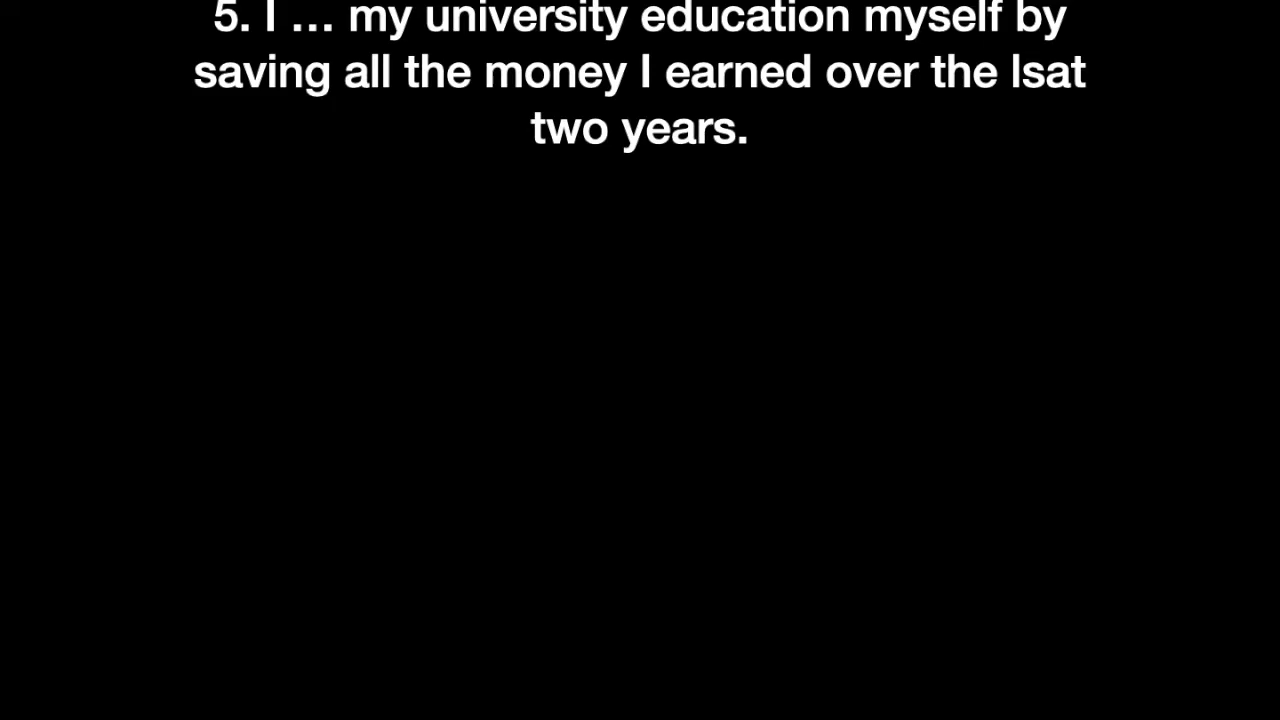 5. I … my university education myself by
saving all the money I earned over the lsat
two years.